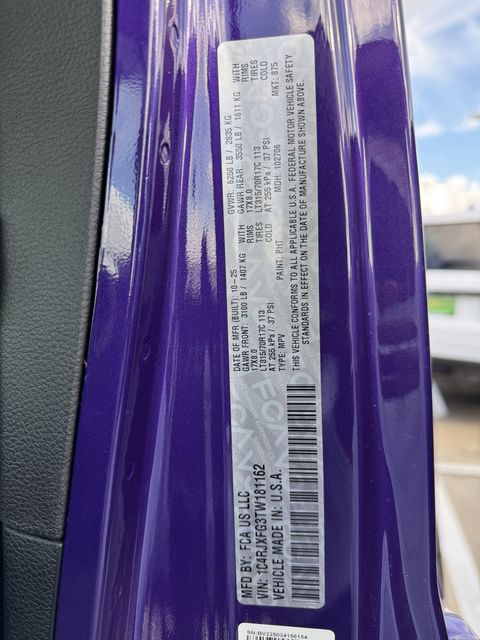 MFD BY: FCA US LLC
VIN: 1C4RJXFG3TW181162
VEHICLE MADE IN: U.S.A.
DATE OF MFR (BUILT): 10-25 GVWR: 6250 LB / 2835 KG
GAWR FRONT: 3100 LB / 1407 KG WITH GAWR REAR: 3550 LB / 1611 KG WITH
17X8.0 RIMS 17X8.0 RIMS
LT315/70R17C 113 TIRES LT315/70R17C 113 TIRES
AT 255 kPa / 37 PSI COLD AT 255 kPa / 37 PSI COLD
TYPE: MPV PAINT: PHT MDH: 102706 MKT: 875
THIS VEHICLE CONFORMS TO ALL APPLICABLE U.S.A. FEDERAL MOTOR VEHICLE SAFETY
STANDARDS IN EFFECT ON THE DATE OF MANUFACTURE SHOWN ABOVE.
SN:BV225034156154